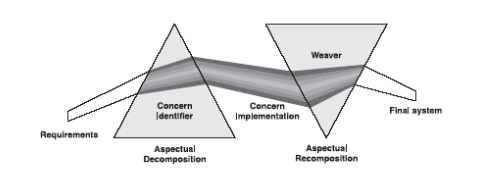 Weaver
Concern
Identifier
Concern
Implementation
Final system
Requirements
Aspectual
Decomposition
Aspectual
Recomposition